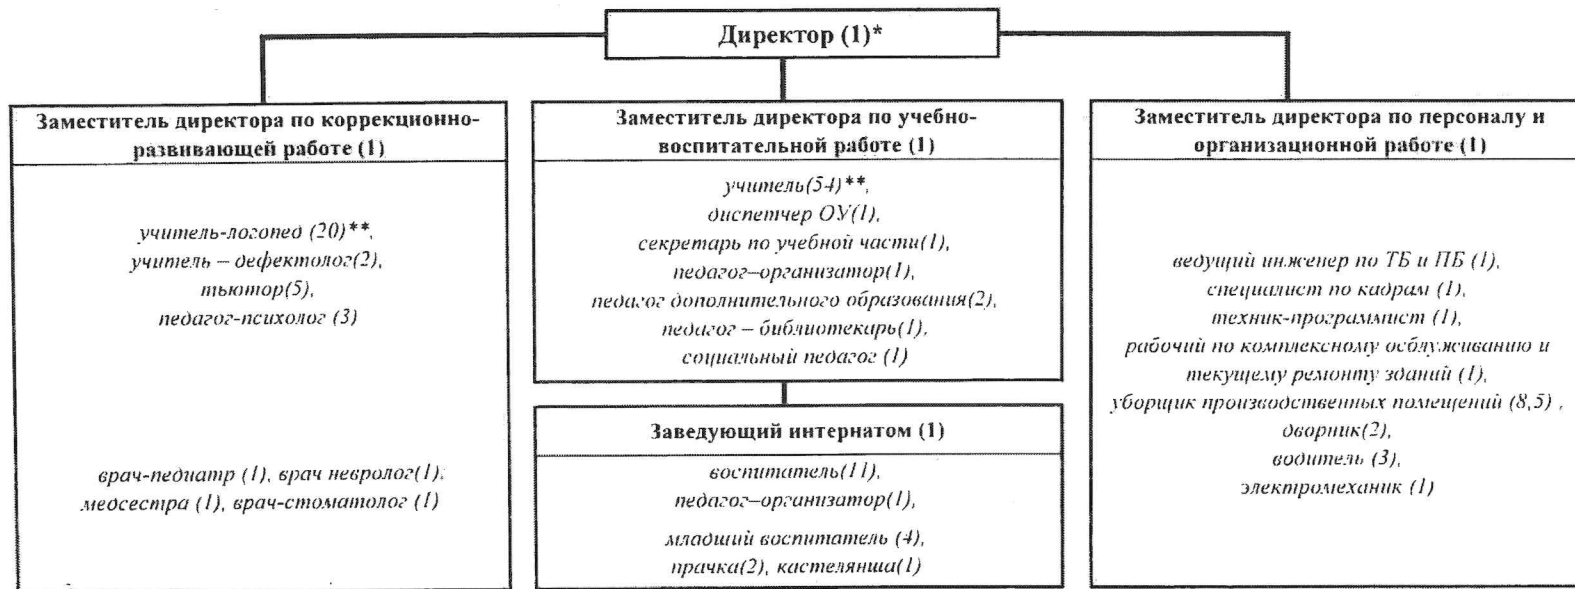 Директор (1)*
Заместитель директора по коррекционно-
развивающей работе (1)
учитель-логопед (20)**,
учитель – дефектолог(2),
тьютор(5),
педагог-психолог (3)
врач-педиатр (1), врач невролог(1),
медсестра (1), врач-стоматолог (1)
Заместитель директора по учебно-
воспитательной работе (1)
учитель(54)**,
диспетчер ОУ(1),
секретарь по учебной части(1),
педагог–организатор(1),
педагог дополнительного образования(2),
педагог – библиотекарь(1),
социальный педагог (1)
Заведующий интернатом (1)
воспитатель(11),
педагог–организатор(1),
младший воспитатель (4),
прачка(2), кастелянша(1)
Заместитель директора по персоналу и
организационной работе (1)
ведущий инженер по ТБ и ПБ (1),
специалист по кадрам (1),
техник-программист (1),
рабочий по комплексному осблуживанию и
текущему ремонту зданий (1),
уборщик производственных помещений (8,5) ,
дворник(2),
водитель (3),
электромеханик (1)